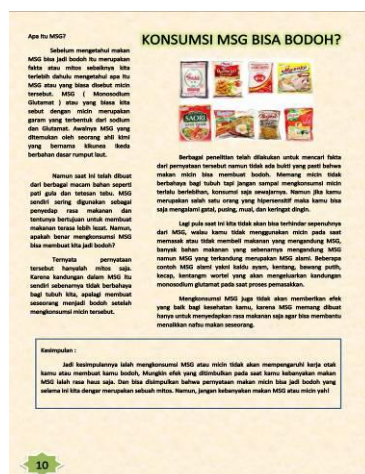 Apa Itu MSG?
Sebelum mengetahui makan
MSG bisa jadi bodoh itu merupakan
fakta atau mitos sebaiknya kita
terlebih dahulu mengetahui apa itu
MSG atau yang biasa disebut micin
tersebut. MSG ( Monosodium
Glutamat ) atau yang biasa kita
sebut dengan micin merupakan
garam yang terbentuk dari sodium
dan Glutamat. Awalnya MSG yang
ditemukan oleh seorang ahli kimi
yang bernama kikunea Ikeda
berbahan dasar rumput laut.
Namun saat ini telah dibuat
dari berbagai macam bahan seperti
pati gula dan tetesan tebu. MSG
sendiri sering digunakan sebagai
penyedap rasa makanan dan
tentunya bertujuan untuk membuat
makanan terasa lebih lezat. Namun,
apakah benar mengkonsumsi MSG
bisa membuat kita jadi bodoh?
Ternyata pernyataan
tersebut hanyalah mitos saja.
Karena kandungan dalam MSG itu
sendiri sebenarnya tidak berbahaya
bagi tubuh kita, apalagi membuat
seseorang menjadi bodoh setelah
mengkonsumsi micin tersebut.
KONSUMSI MSG BISA BODOH?
SAORI
Berbagai penelitian telah dilakukan untuk mencari fakta
dari pernyataan tersebut namun tidak ada bukti yang pasti bahwa
makan micin bisa membuat bodoh. Memang micin tidak
berbahaya bagi tubuh tapi jangan sampai mengkonsumsi micin
terlau berlebihan, konsumsi saja sewajarnya. Namun jika kamu
merupakan salah satu orang yang hipersensitif maka kamu bisa
saja mengalami gatal, pusing, mual, dan keringat dingin.
Lagi pula saat ini kita tidak akan bisa terhindar sepenuhnya
dari MSG, walau kamu tidak menggunakan micin pada saat
memasak atau tidak membeli makanan yang mengandung MSG,
banyak bahan makanan yang sebenarnya mengandung MSG
namun MSG yang terkandung merupakan MSG alami. Beberapa
contoh MSG alami yakni kaldu ayam, kentang, bawang putih,
kecap, kentangm wortel yang akan mengeluarkan kandungan
monosodium glutamat pada saat proses pemasakkan.
Mengkonsumsi MSG juga tidak akan memberikan efek
yang baik bagi kesehatan kamu, karena MSG memang dibuat
hanya untuk menyedapkan rasa makanan saja agar bisa membantu
menaikkan nafsu makan seseorang.
Kesimpulan :
Jadi kesimpulannya ialah mengkonsumsi MSG atau micin tidak akan mempengaruhi kerja otak
kamu atau membuat kamu bodoh, Mungkin efek yang ditimbulkan pada saat kamu kebanyakan makan
MSG ialah rasa haus saja. Dan bisa disimpulkan bahwa pernyataan makan micin bisa jadi bodoh yang
selama ini kita dengar merupakan sebuah mitos. Namun, jangan kebanyakan makan MSG atau micin yah!
10